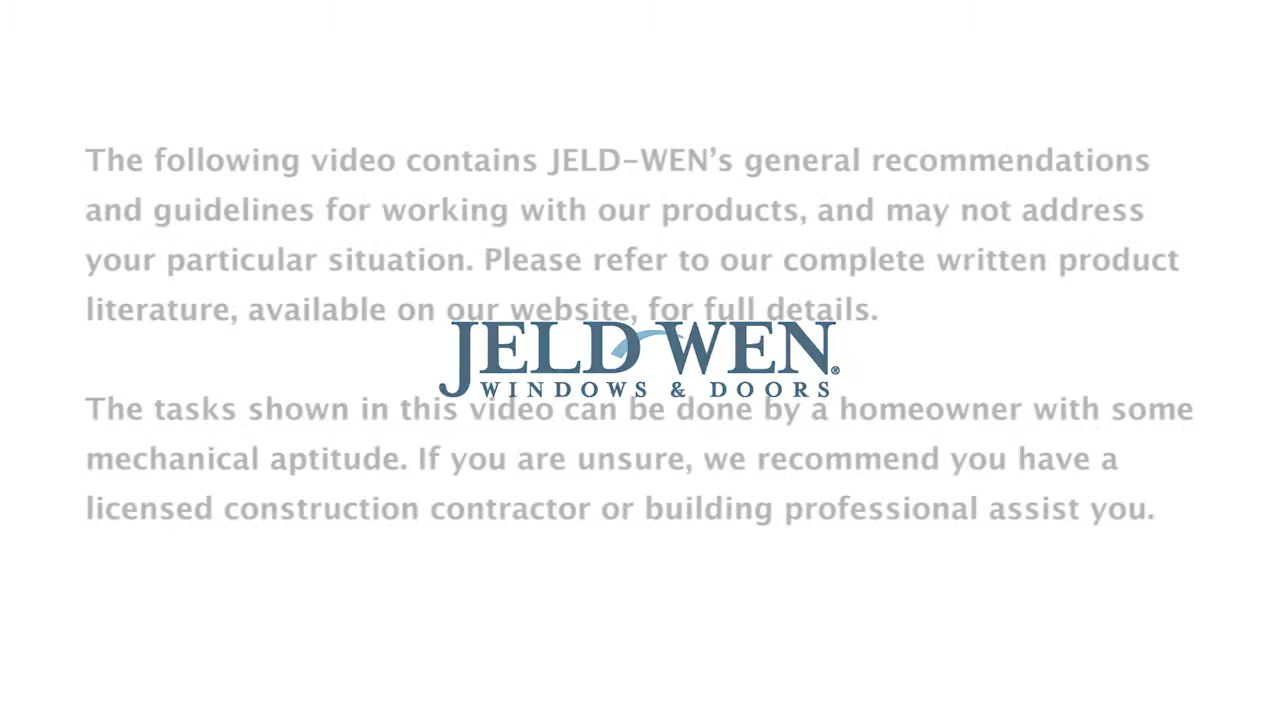 The following video contains JELD-WEN’s general recommendations
and guidelines for working with our products, and may not address
your particular situation. Please refer to our complete written product
literature, available on our website, for full details.
JELD-WEN®
WINDOWS & DOORS
The tasks shown in this video can be done by a homeowner with some
mechanical aptitude. If you are unsure, we recommend you have a
licensed construction contractor or building professional assist you.